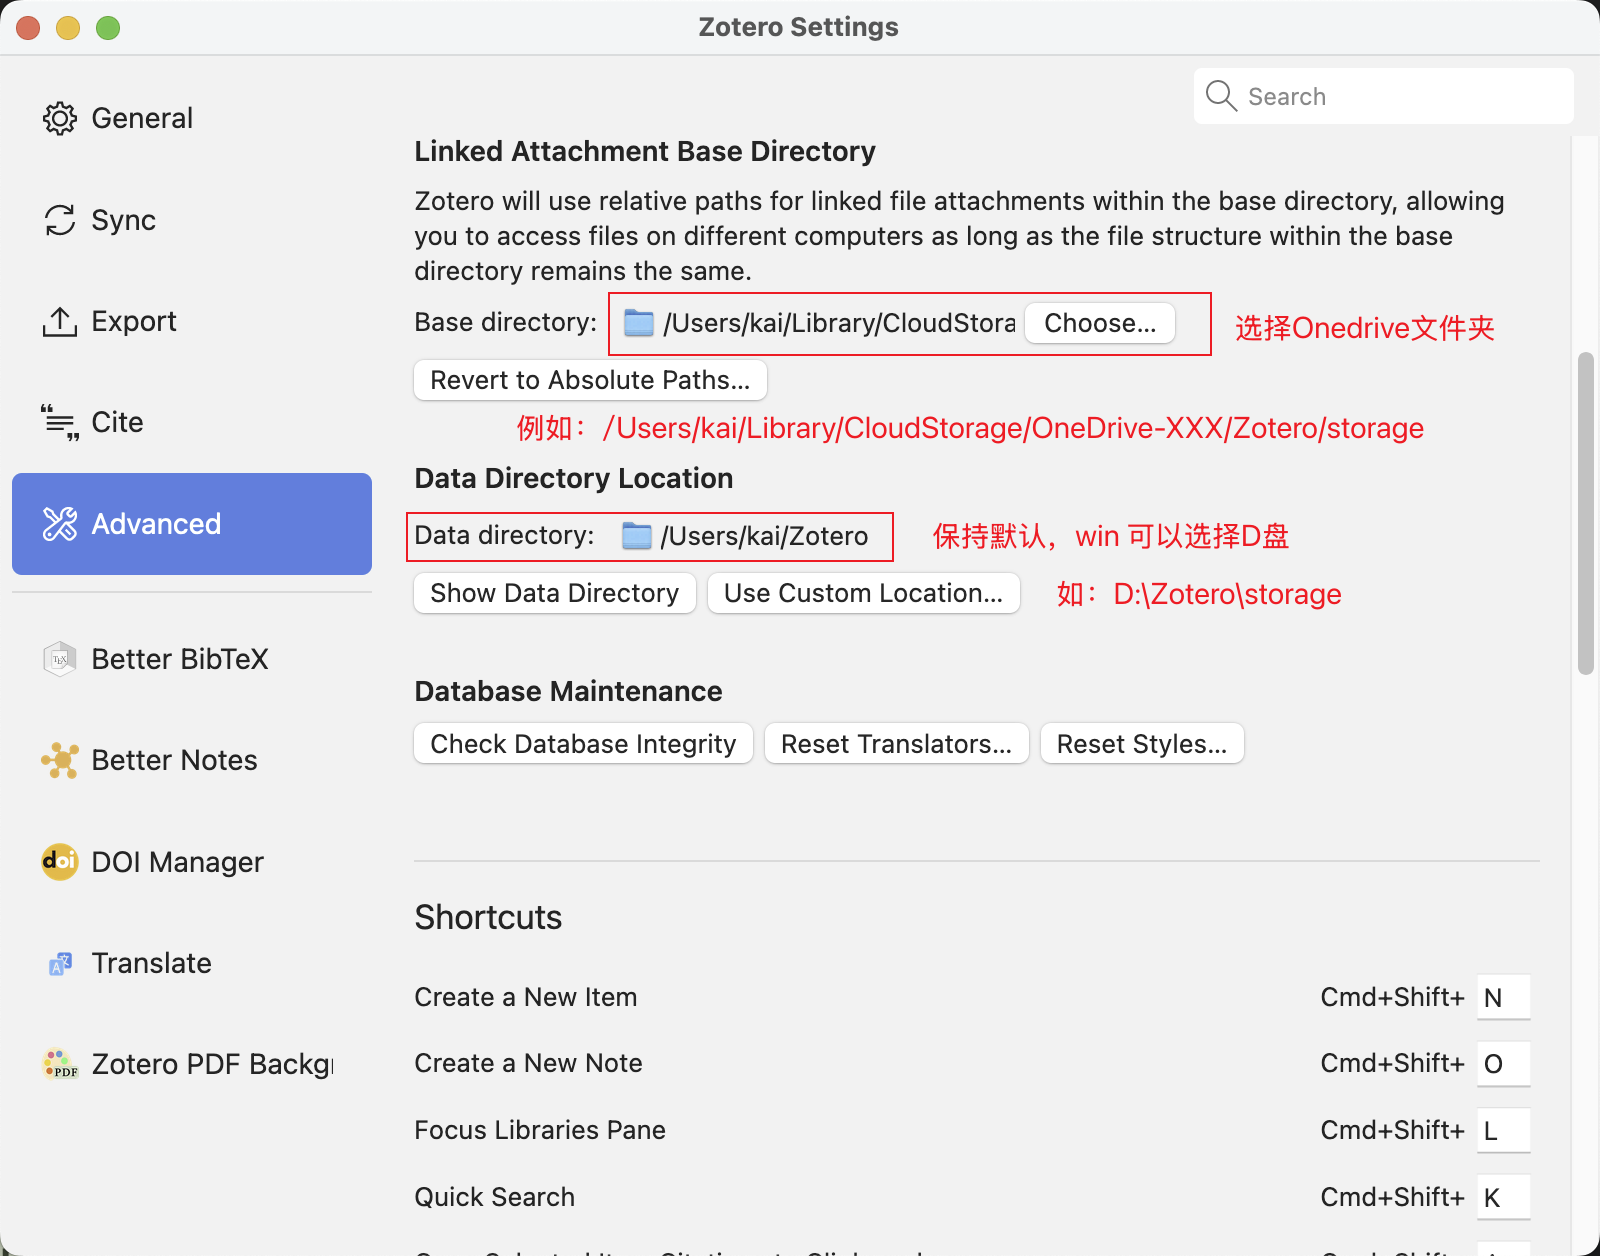 Zotero Settings
Search
General
Sync
Export
Cite
Advanced
Better BibTeX
Better Notes
DOI Manager
Translate
Zotero PDF Backgr
Linked Attachment Base Directory
Zotero will use relative paths for linked file attachments within the base directory, allowing
you to access files on different computers as long as the file structure within the base
directory remains the same.
Base directory: /Users/kai/Library/CloudStora Choose... 选择Onedrive文件夹
Revert to Absolute Paths...
例如：/Users/kai/Library/CloudStorage/OneDrive-XXX/Zotero/storage
Data Directory Location
Data directory: /Users/kai/Zotero 保持默认，win 可以选择D盘
Show Data Directory Use Custom Location... 如：D:\Zotero\storage
Database Maintenance
Check Database Integrity Reset Translators... Reset Styles...
Shortcuts
Create a New Item Cmd+Shift+ N
Create a New Note Cmd+Shift+ O
Focus Libraries Pane Cmd+Shift+ L
Quick Search Cmd+Shift+ K